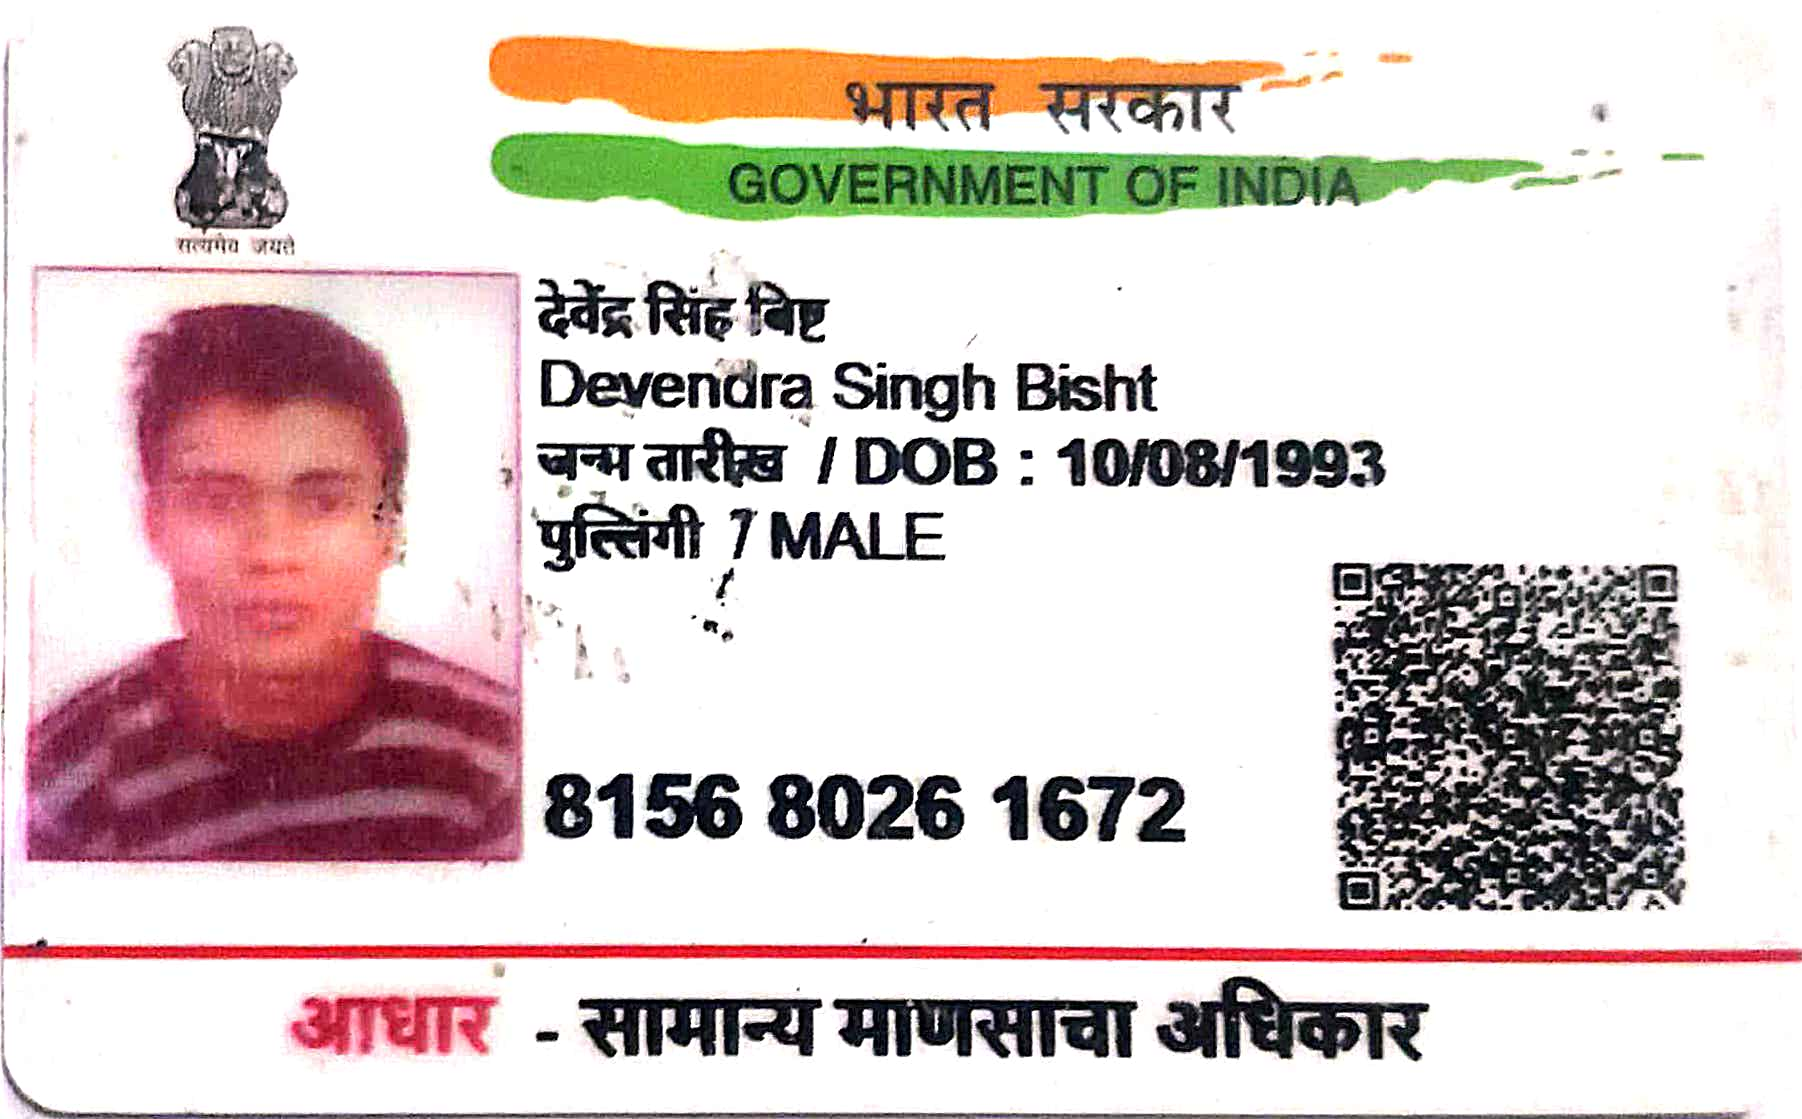 सत्यमेव जयते
भारत सरकार
GOVERNMENT OF INDIA
देवेंद्र सिंह बिष्ट
Devendra Singh Bisht
जन्म तारीख / DOB : 10/08/1993
पुल्लिंगी / MALE
8156 8026 1672
आधार - सामान्य माणसाचा अधिकार